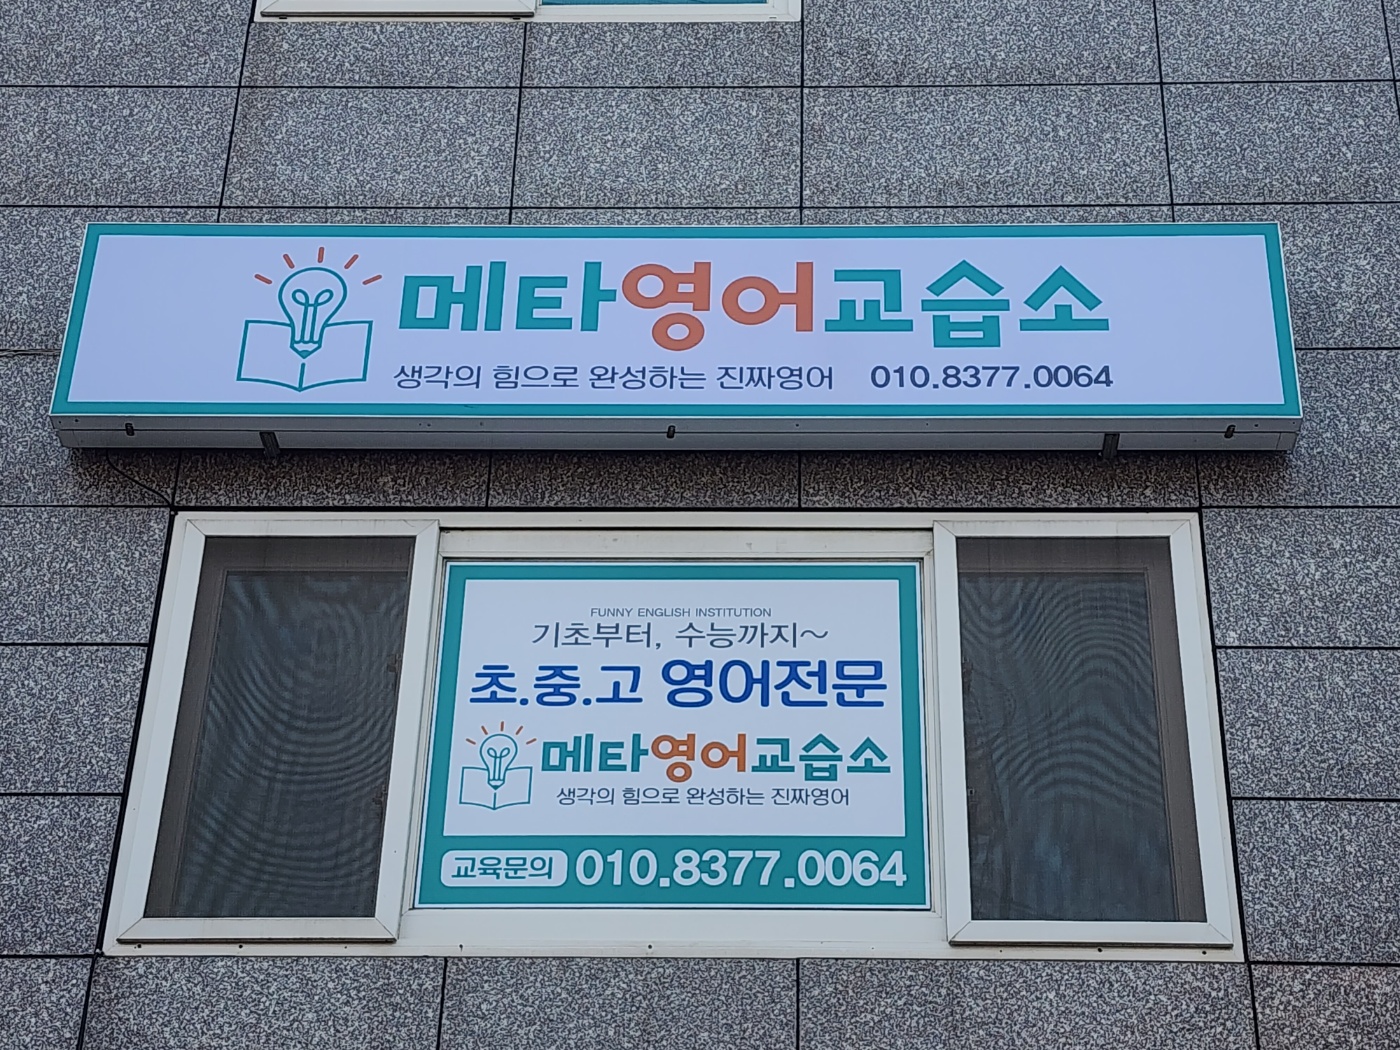 메타영어교습소
생각의 힘으로 완성하는 진짜영어 010.8377.0064
FUNNY ENGLISH INSTITUTION
기초부터, 수능까지~
초.중.고 영어전문
메타영어교습소
생각의 힘으로 완성하는 진짜영어
교육문의 010.8377.0064